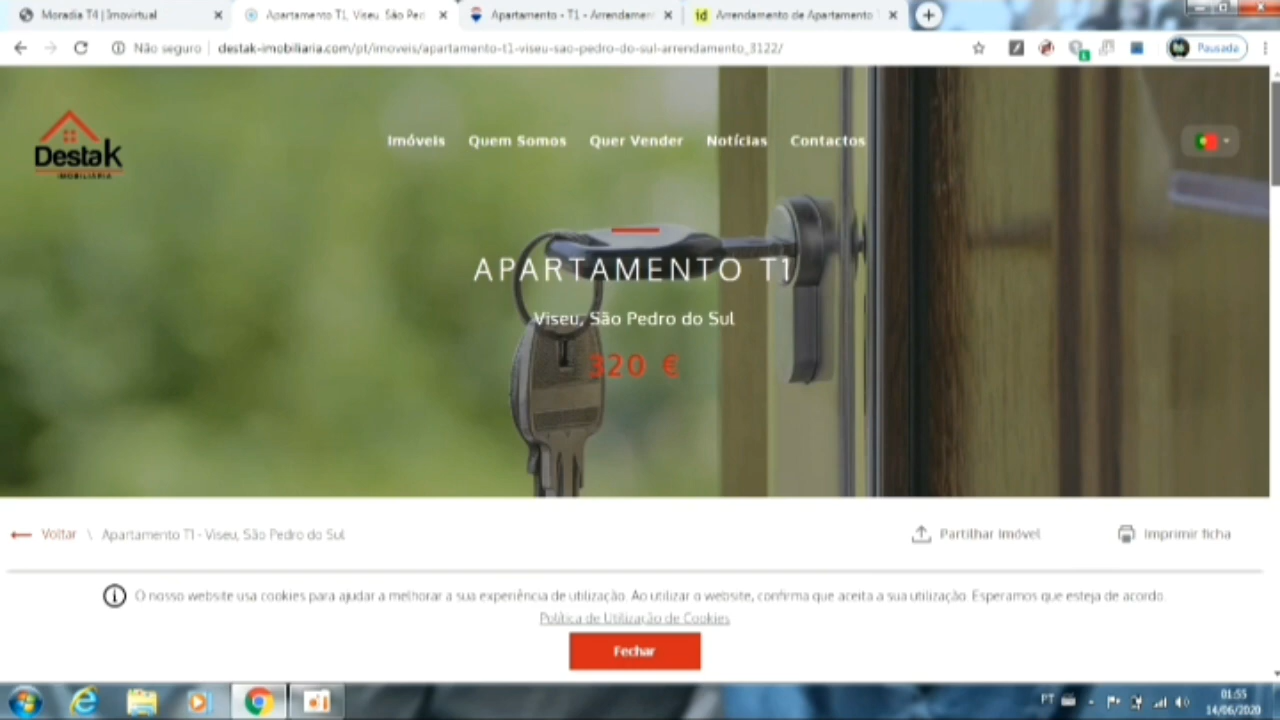 Moradia T4 | Imovirtual
Apartamento T1, Viseu, São Ped
Apartamento - T1 - Arrendamen
id Arrendamento de Apartamento
Não seguro | destak-imobiliaria.com/pt/imoveis/apartamento-t1-viseu-sao-pedro-do-sul-arrendamento_3122/
Pausada
Destak
IMOBILIÁRIA
Imóveis Quem Somos Quer Vender Notícias Contactos
APARTAMENTO T1
Viseu, São Pedro do Sul
320 €
Voltar \ Apartamento T1 - Viseu, São Pedro do Sul
Partilhar Imóvel
Imprimir ficha
O nosso website usa cookies para ajudar a melhorar a sua experiência de utilização. Ao utilizar o website, confirma que aceita a sua utilização. Esperamos que esteja de acordo.
Política de Utilização de Cookies
Fechar
PT
01:55
14/06/2020